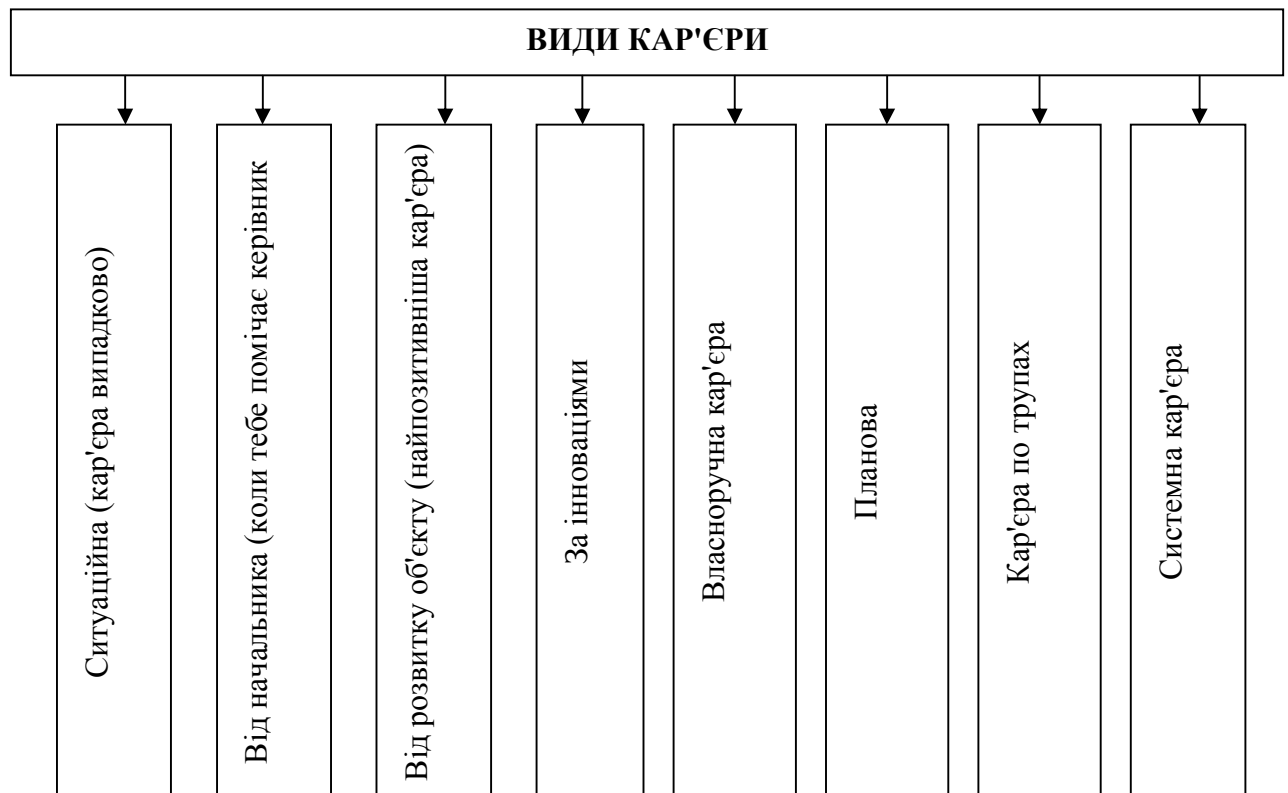 ВИДИ КАР'ЄРИ
Ситуаційна (кар'єра випадково)
Від начальника (коли тебе помічає керівник
Від розвитку об'єкту (найпозитивніша кар'єра)
За інноваціями
Власноручна кар'єра
Планова
Кар'єра по трупах
Системна кар'єра